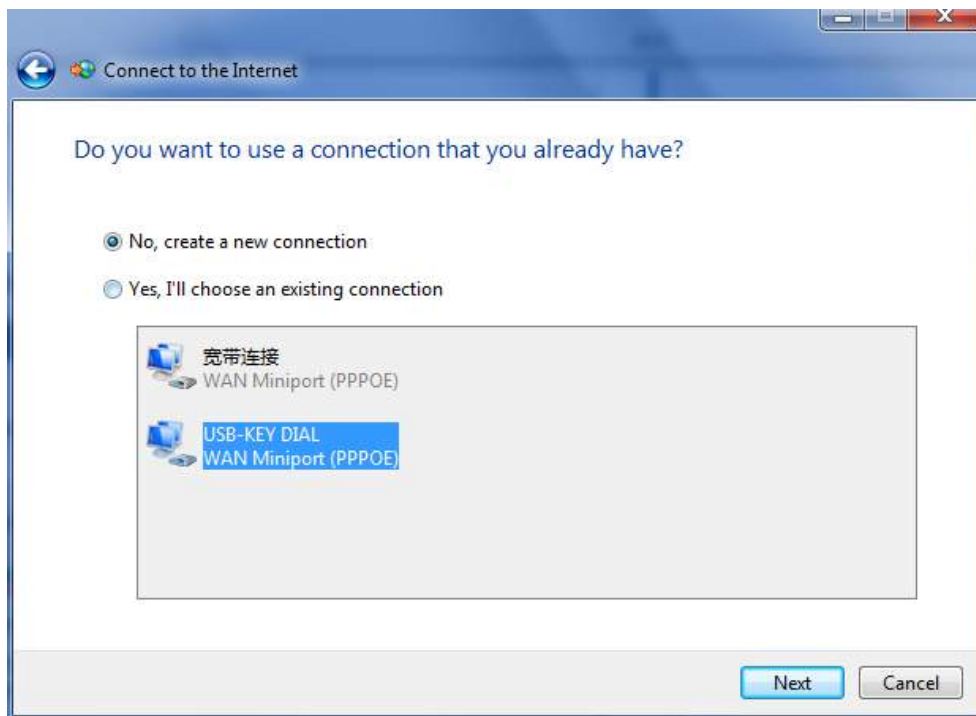 Connect to the Internet
Do you want to use a connection that you already have?
No, create a new connection
Yes, I'll choose an existing connection
宽带连接
WAN Miniport (PPPOE)
USB-KEY DIAL
WAN Miniport (PPPOE)
Next Cancel